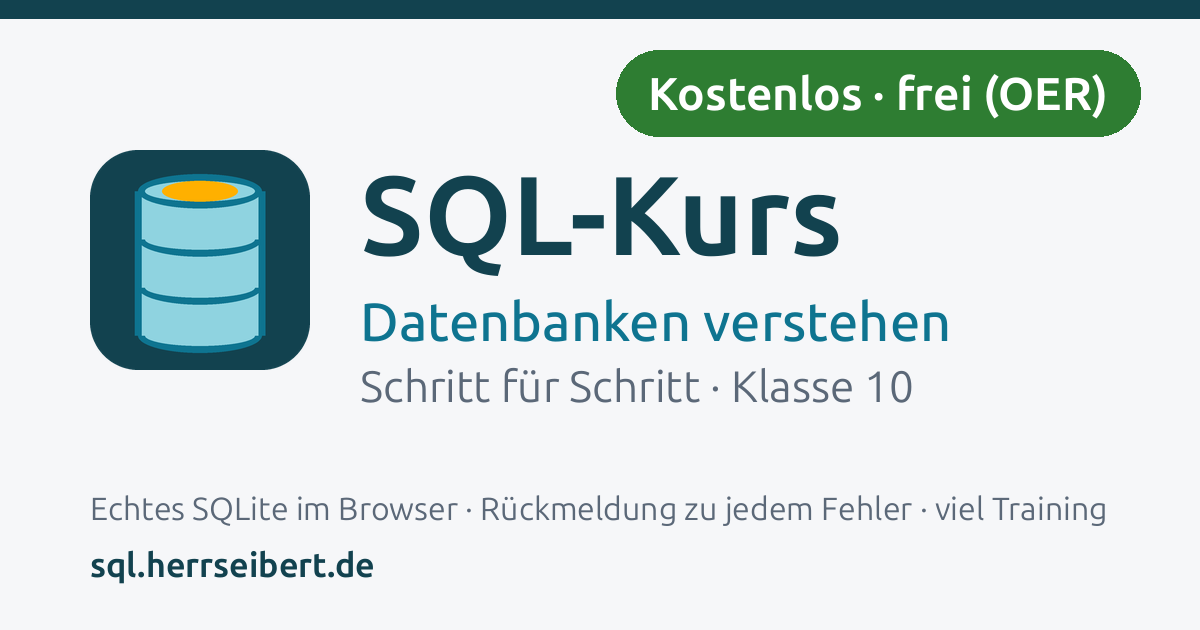 Kostenlos · frei (OER)
SQL-Kurs
Datenbanken verstehen
Schritt für Schritt · Klasse 10
Echtes SQLite im Browser · Rückmeldung zu jedem Fehler · viel Training
sql.herrseibert.de